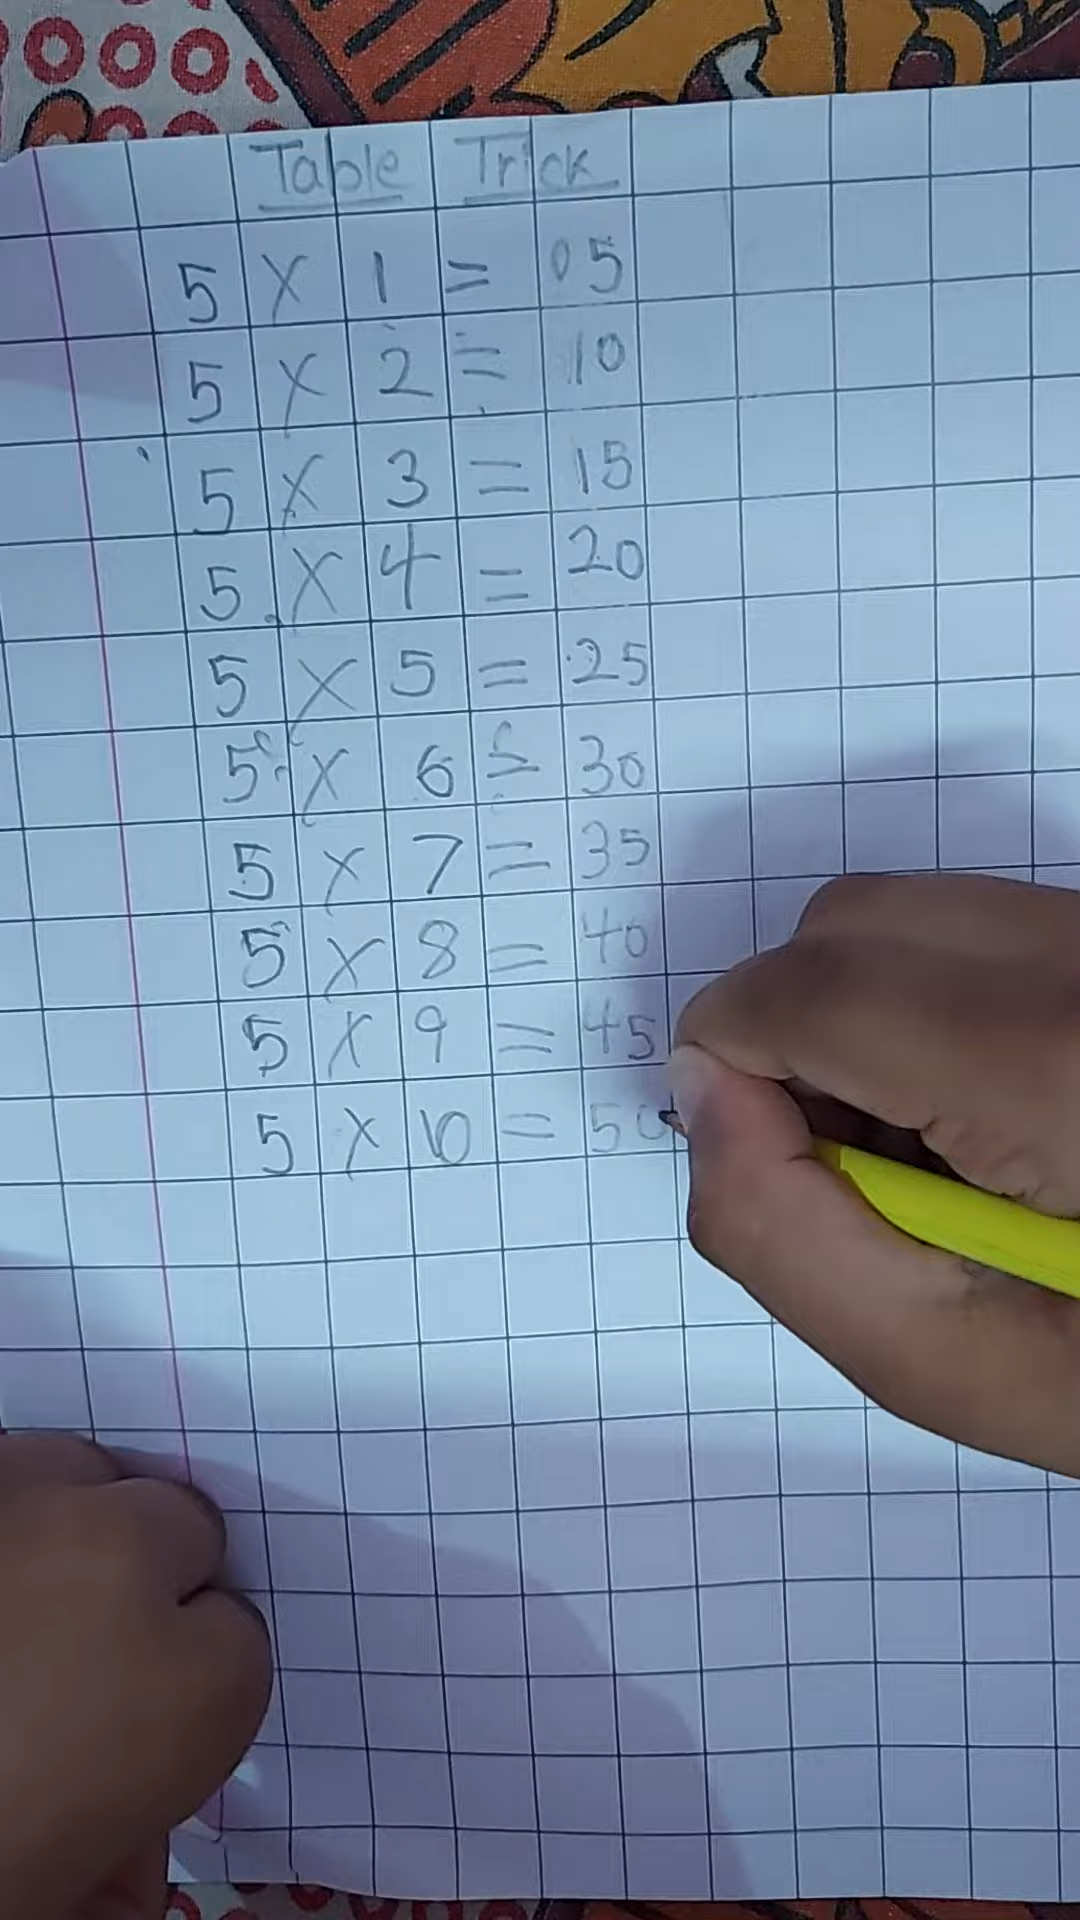 Table Trick
5 X 1 = 05
5 X 2 = 10
5 X 3 = 15
5 X 4 = 20
5 X 5 = 25
5 X 6 = 30
5 X 7 = 35
5 X 8 = 40
5 X 9 = 45
5 X 10 = 50